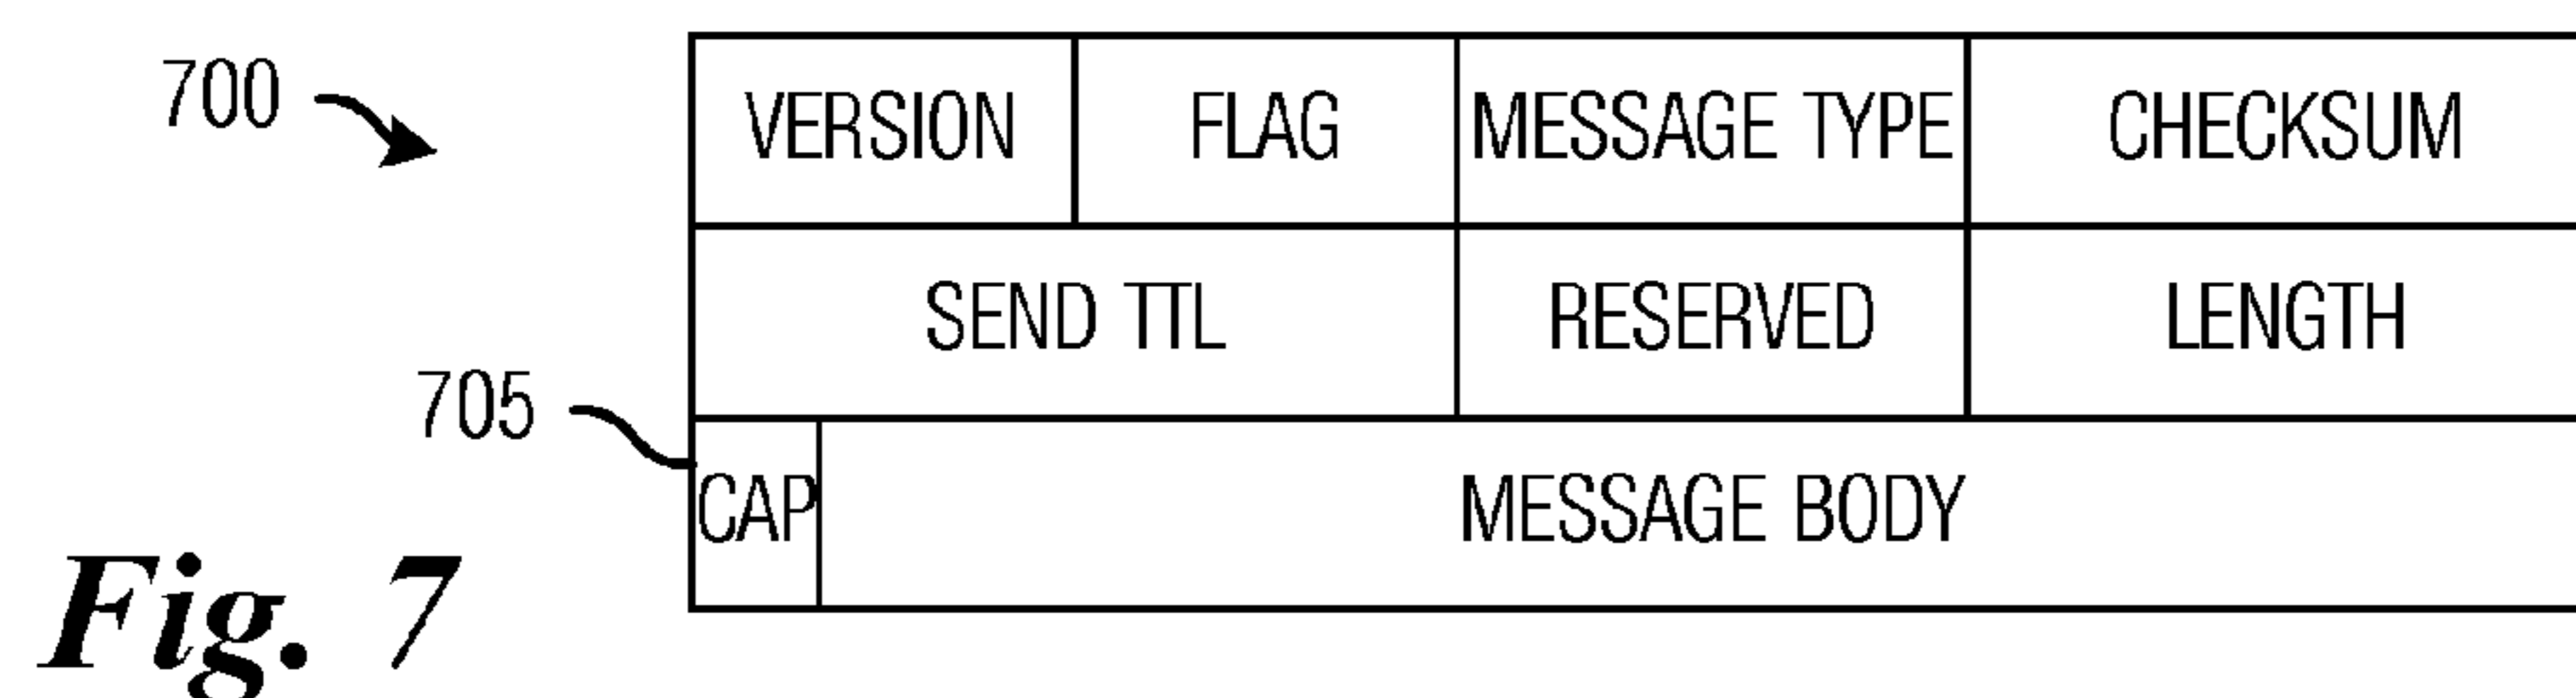 700
VERSION FLAG MESSAGE TYPE CHECKSUM
SEND TTL RESERVED LENGTH
705
CAP MESSAGE BODY
Fig. 7